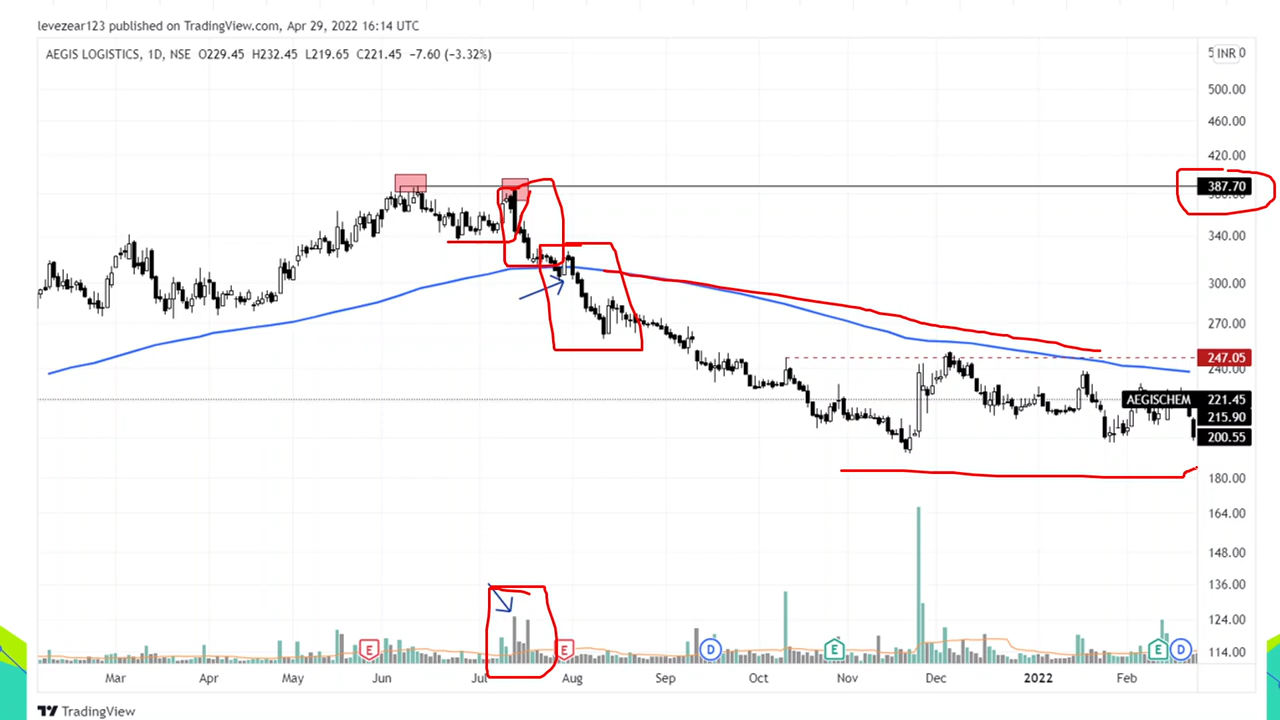 levezear123 published on TradingView.com, Apr 29, 2022 16:14 UTC
AEGIS LOGISTICS, 1D, NSE O229.45 H232.45 L219.65 C221.45 −7.60 (−3.32%)
INR
500.00
460.00
420.00
387.70
340.00
300.00
270.00
247.05
240.00
AEGISCHEM 221.45
215.90
200.55
180.00
164.00
148.00
136.00
124.00
E E D E E D
114.00
Mar Apr May Jun Jul Aug Sep Oct Nov Dec 2022 Feb
TradingView